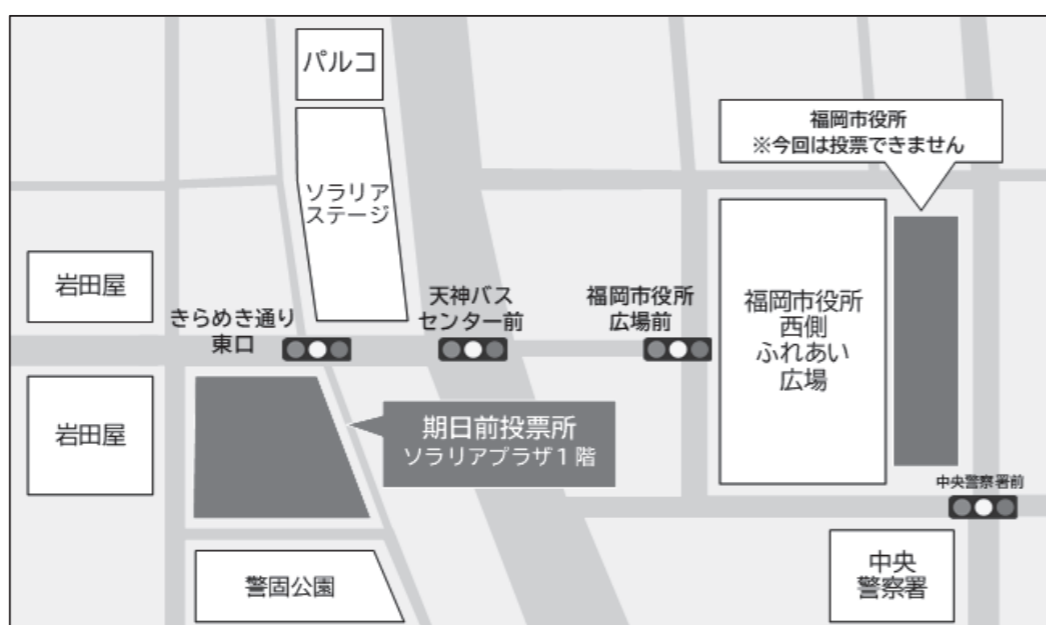 パルコ
福岡市役所
※今回は投票できません
ソラリア
ステージ
岩田屋
きらめき通り
東口
天神バス
センター前
福岡市役所
広場前
福岡市役所
西側
ふれあい
広場
岩田屋
期日前投票所
ソラリアプラザ1階
中央警察署前
警固公園
中央
警察署